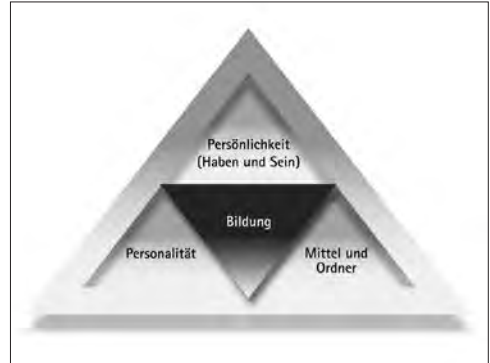 Persönlichkeit
(Haben und Sein)
Bildung
Personalität
Mittel und
Ordner